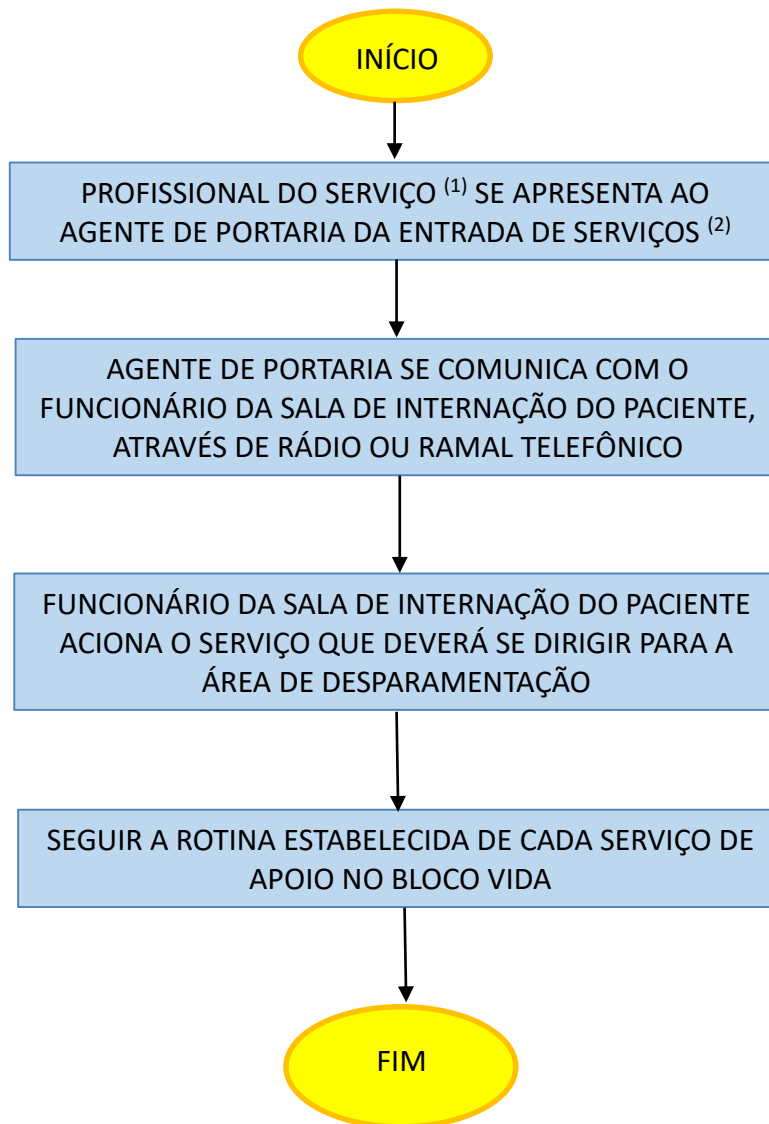 INÍCIO
PROFISSIONAL DO SERVIÇO (1) SE APRESENTA AO
AGENTE DE PORTARIA DA ENTRADA DE SERVIÇOS (2)
AGENTE DE PORTARIA SE COMUNICA COM O
FUNCIONÁRIO DA SALA DE INTERNAÇÃO DO PACIENTE,
ATRAVÉS DE RÁDIO OU RAMAL TELEFÔNICO
FUNCIONÁRIO DA SALA DE INTERNAÇÃO DO PACIENTE
ACIONA O SERVIÇO QUE DEVERÁ SE DIRIGIR PARA A
ÁREA DE DESPARAMENTAÇÃO
SEGUIR A ROTINA ESTABELECIDA DE CADA SERVIÇO DE
APOIO NO BLOCO VIDA
FIM